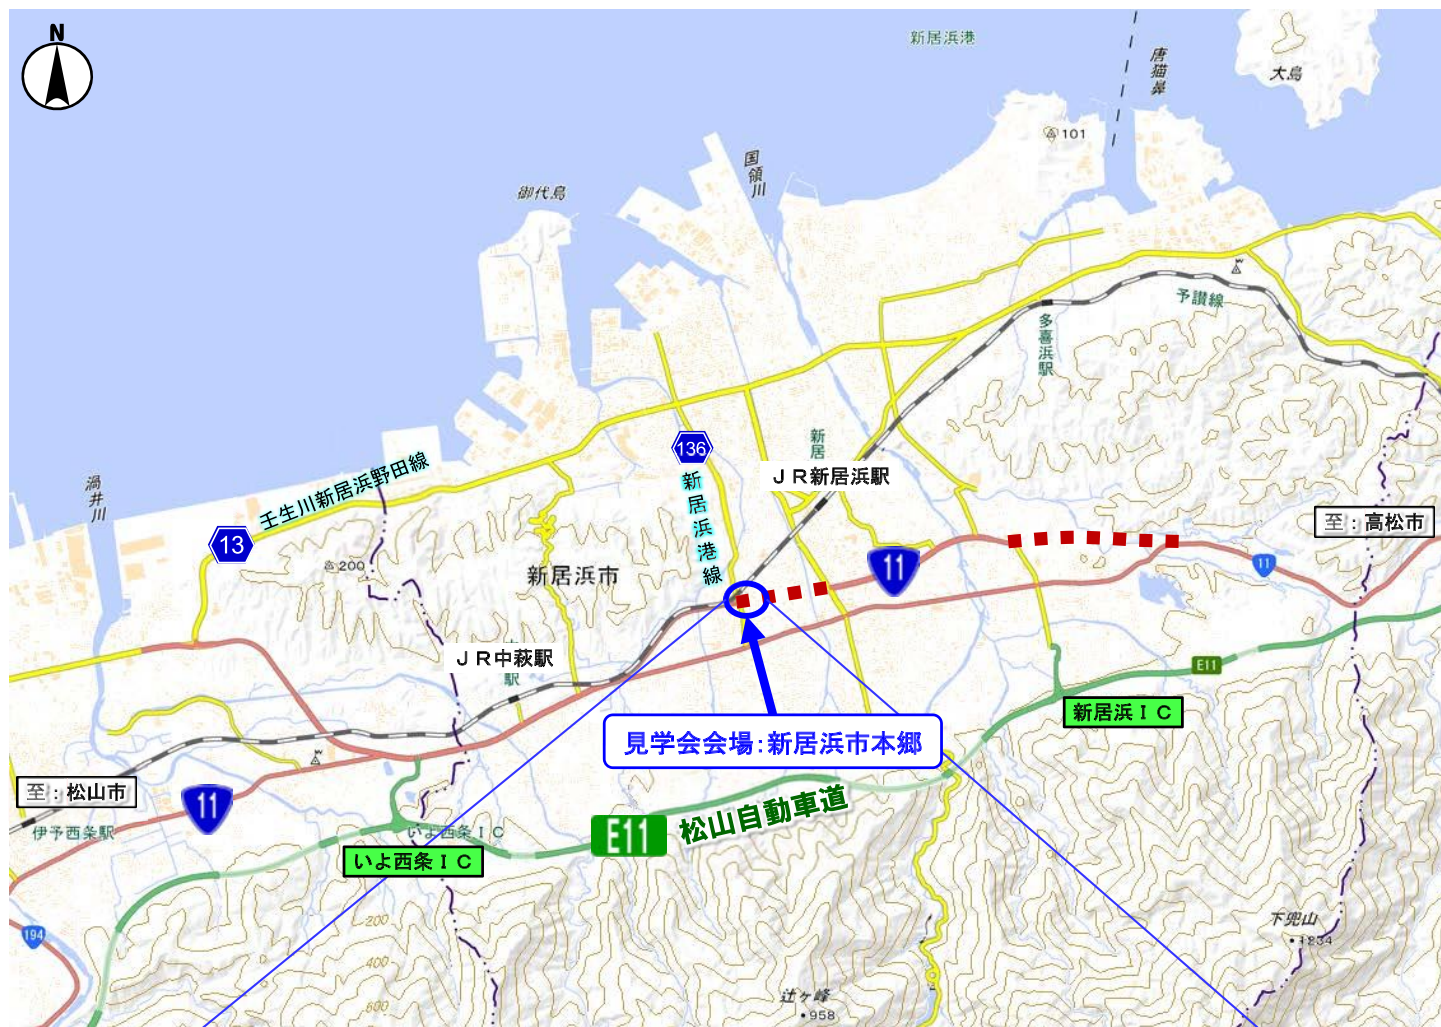 N
新居浜港
唐猫鼻
大島
101
国領川
御代島
予讃線
多喜浜駅
136
新居
ＪＲ新居浜駅
新居浜港線
渦井川
壬生川新居浜野田線
13
200
新居浜市
11
11
至：高松市
ＪＲ中萩駅
駅
E11
新居浜ＩＣ
見学会会場：新居浜市本郷
至：松山市
11
伊予西条駅
いよ西条ＩＣ
いよ西条ＩＣ
E11
松山自動車道
194
200
400
600
下兜山
1234
辻ヶ峰
958